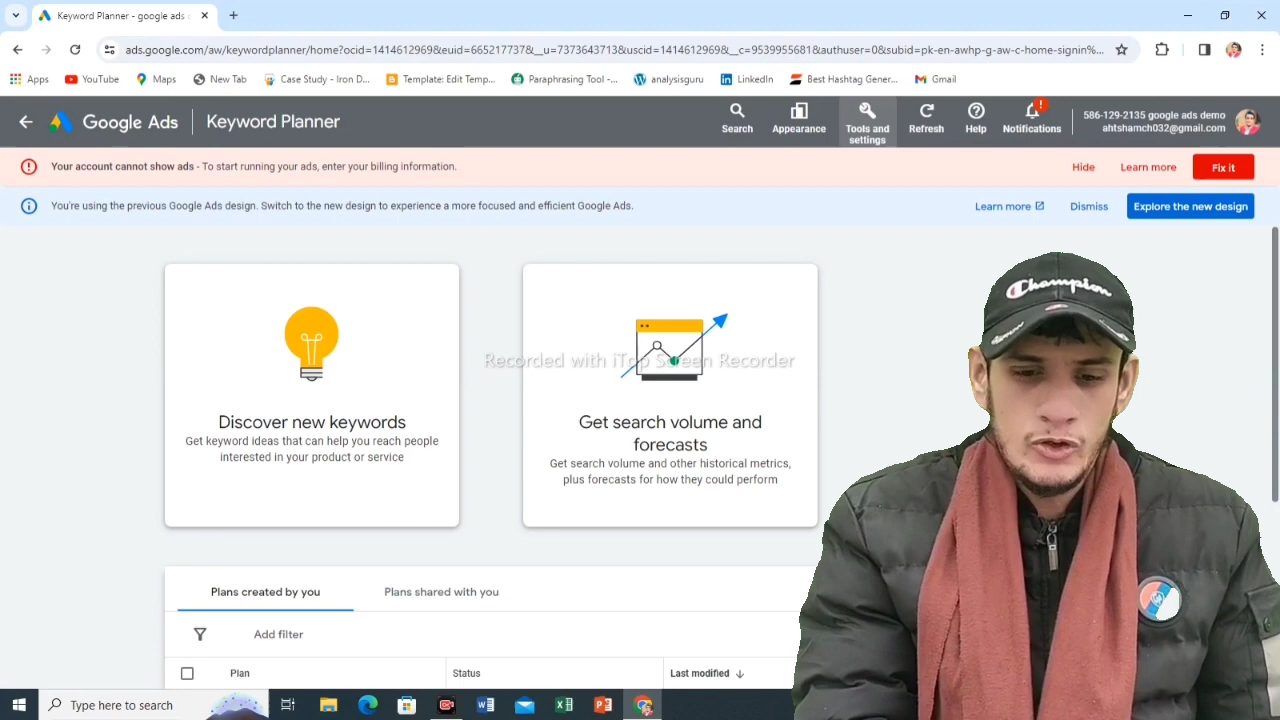 Keyword Planner - google ads
ads.google.com/aw/keywordplanner/home?ocid=1414612969&euid=6652177378&__u=7373643713&uscid=1414612969&__c=9539955681&authuser=0&subid=pk-en-awhp-g-aw-c-home-signin%...
Apps
YouTube
Maps
New Tab
Case Study - Iron D...
Template: Edit Temp...
Paraphrasing Tool -...
analysisguru
LinkedIn
Best Hashtag Gener...
Gmail
Google Ads
Keyword Planner
Search
Appearance
Tools and
settings
Refresh
Help
Notifications
586-129-2135 google ads demo
ahtshamch032@gmail.com
Your account cannot show ads - To start running your ads, enter your billing information.
Hide
Learn more
Fix it
You're using the previous Google Ads design. Switch to the new design to experience a more focused and efficient Google Ads.
Learn more
Dismiss
Explore the new design
Recorded with iTop Screen Recorder
Discover new keywords
Get keyword ideas that can help you reach people
interested in your product or service
Get search volume and
forecasts
Get search volume and other historical metrics,
plus forecasts for how they could perform
Champion
Plans created by you
Plans shared with you
Add filter
Plan
Status
Last modified
Type here to search